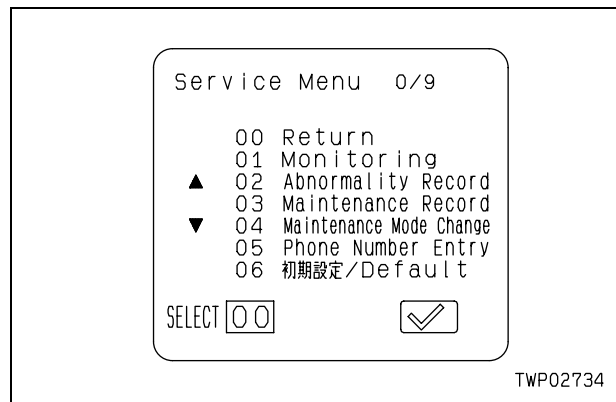 Service Menu 0/9
00 Return
01 Monitoring
▲ 02 Abnormality Record
03 Maintenance Record
▼ 04 Maintenance Mode Change
05 Phone Number Entry
06 初期設定/Default
SELECT 00
TWP02734